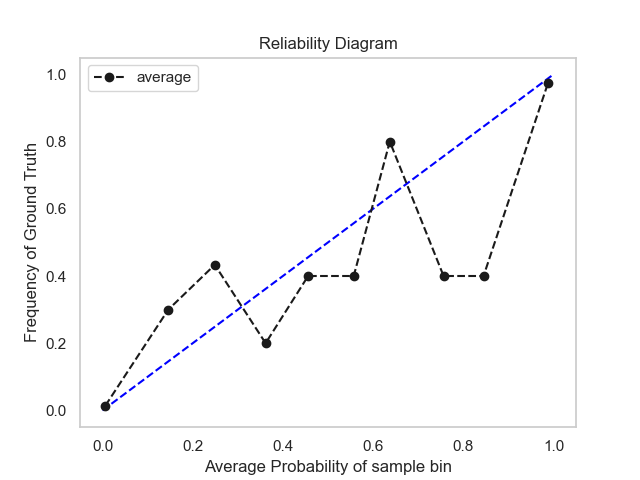 Reliability Diagram
average
Frequency of Ground Truth
1.0
0.8
0.6
0.4
0.2
0.0
0.0 0.2 0.4 0.6 0.8 1.0
Average Probability of sample bin